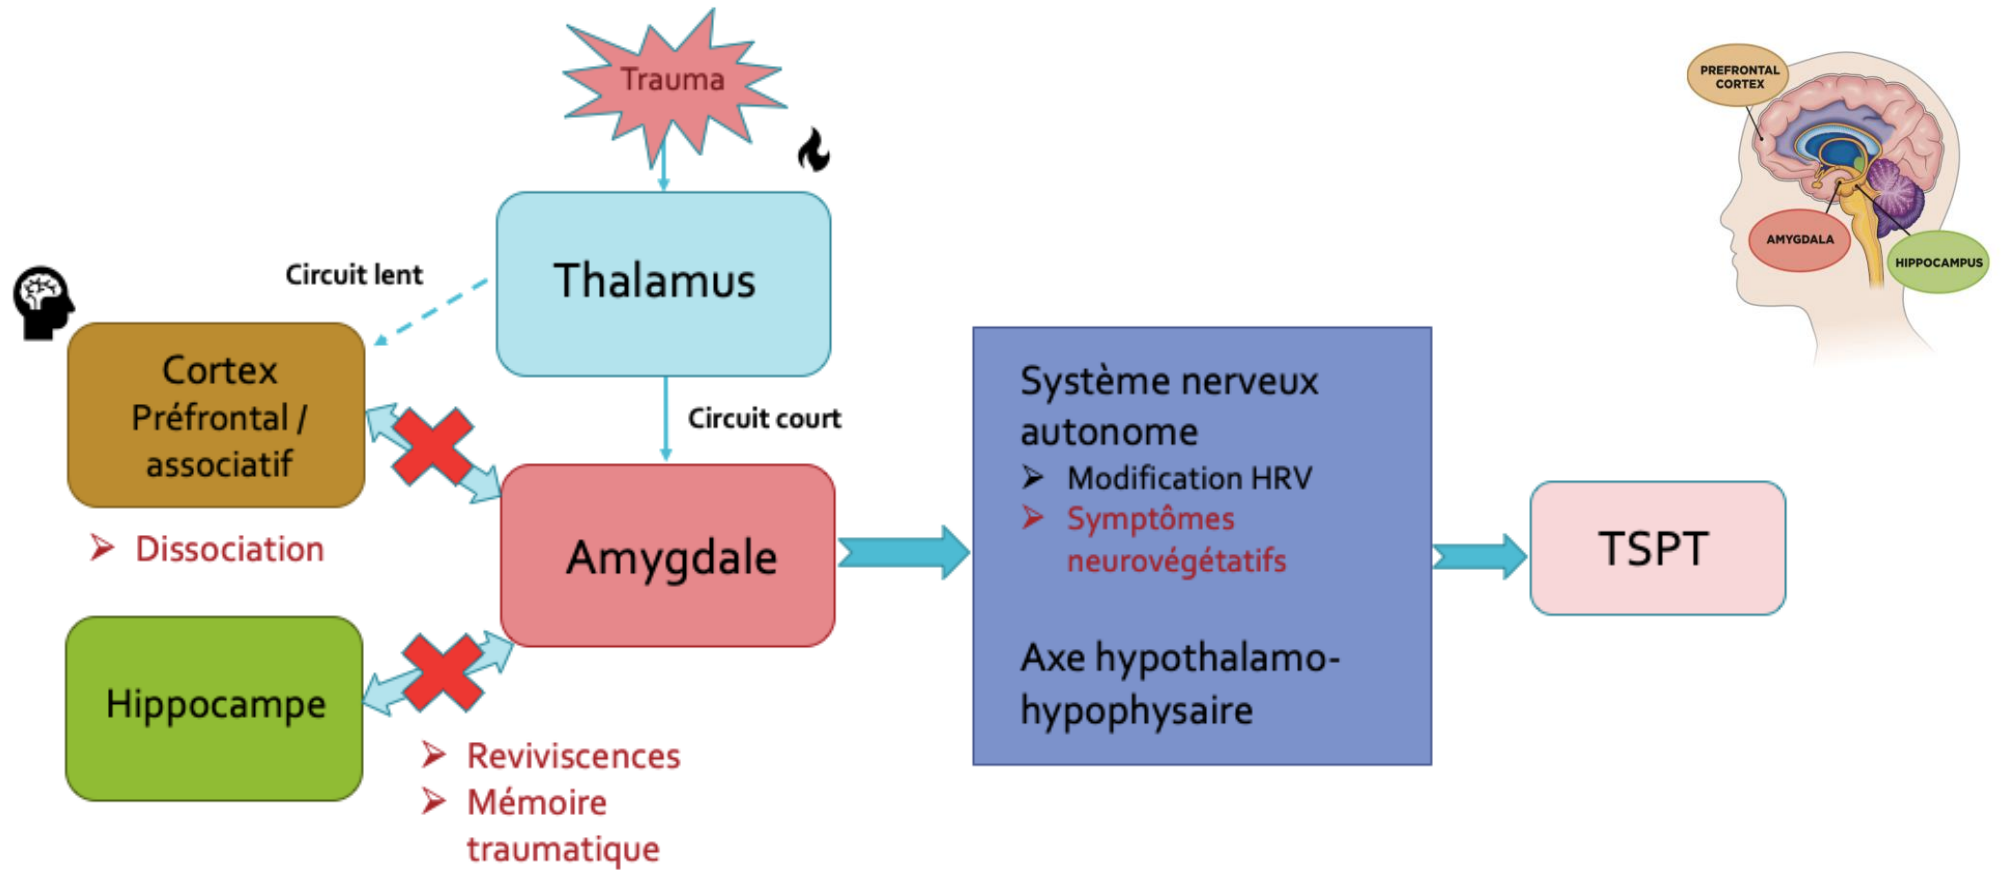 Trauma
Thalamus
Circuit lent
Circuit court
Cortex
Préfrontal /
associatif
Dissociation
Amygdale
Hippocampe
Reviviscences
Mémoire
traumatique
Système nerveux
autonome
Modification HRV
Symptômes
neurovégétatifs
Axe hypothalamo-
hypophysaire
TSPT
PREFRONTAL
CORTEX
AMYGDALA
HIPPOCAMPUS